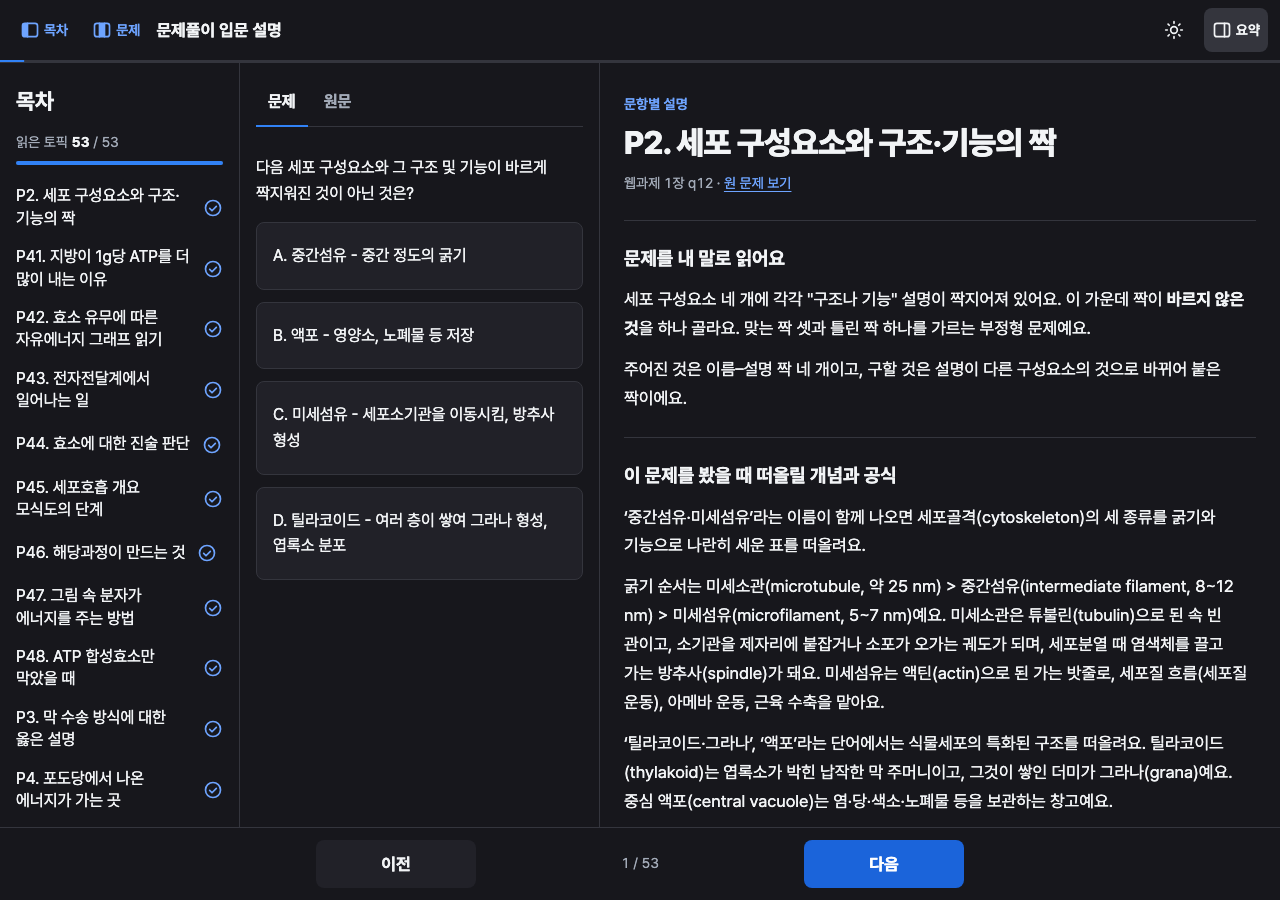 목차
문제
문제풀이 입문 설명
요약
목차
읽은 토픽 53 / 53
P2. 세포 구성요소와 구조·
기능의 짝
P41. 지방이 1g당 ATP를 더
많이 내는 이유
P42. 효소 유무에 따른
자유에너지 그래프 읽기
P43. 전자전달계에서
일어나는 일
P44. 효소에 대한 진술 판단
P45. 세포호흡 개요
모식도의 단계
P46. 해당과정이 만드는 것
P47. 그림 속 분자가
에너지를 주는 방법
P48. ATP 합성효소만
막았을 때
P3. 막 수송 방식에 대한
옳은 설명
P4. 포도당에서 나온
에너지가 가는 곳
문제
원문
다음 세포 구성요소와 그 구조 및 기능이 바르게
짝지워진 것이 아닌 것은?
A. 중간섬유 - 중간 정도의 굵기
B. 액포 - 영양소, 노폐물 등 저장
C. 미세섬유 - 세포소기관을 이동시킴, 방추사
형성
D. 틸라코이드 - 여러 층이 쌓여 그라나 형성,
엽록소 분포
문항별 설명
P2. 세포 구성요소와 구조·기능의 짝
웹과제 1장 q12 · 원 문제 보기
문제를 내 말로 읽어요
세포 구성요소 네 개에 각각 "구조나 기능" 설명이 짝지어져 있어요. 이 가운데 짝이 바르지 않은
것을 하나 골라요. 맞는 짝 셋과 틀린 짝 하나를 가르는 부정형 문제예요.
주어진 것은 이름–설명 짝 네 개이고, 구할 것은 설명이 다른 구성요소의 것으로 바뀌어 붙은
짝이에요.
이 문제를 봤을 때 떠올릴 개념과 공식
‘중간섬유·미세섬유’라는 이름이 함께 나오면 세포골격(cytoskeleton)의 세 종류를 굵기와
기능으로 나란히 세운 표를 떠올려요.
굵기 순서는 미세소관(microtubule, 약 25 nm) > 중간섬유(intermediate filament, 8~12
nm) > 미세섬유(microfilament, 5~7 nm)예요. 미세소관은 튜불린(tubulin)으로 된 속 빈
관이고, 소기관을 제자리에 붙잡거나 소포가 오가는 궤도가 되며, 세포분열 때 염색체를 끌고
가는 방추사(spindle)가 돼요. 미세섬유는 액틴(actin)으로 된 가는 밧줄로, 세포질 흐름(세포질
운동), 아메바 운동, 근육 수축을 맡아요.
‘틸라코이드·그라나’, ‘액포’라는 단어에서는 식물세포의 특화된 구조를 떠올려요. 틸라코이드
(thylakoid)는 엽록소가 박힌 납작한 막 주머니이고, 그것이 쌓인 더미가 그라나(grana)예요.
중심 액포(central vacuole)는 염·당·색소·노폐물 등을 보관하는 창고예요.
이전
1 / 53
다음